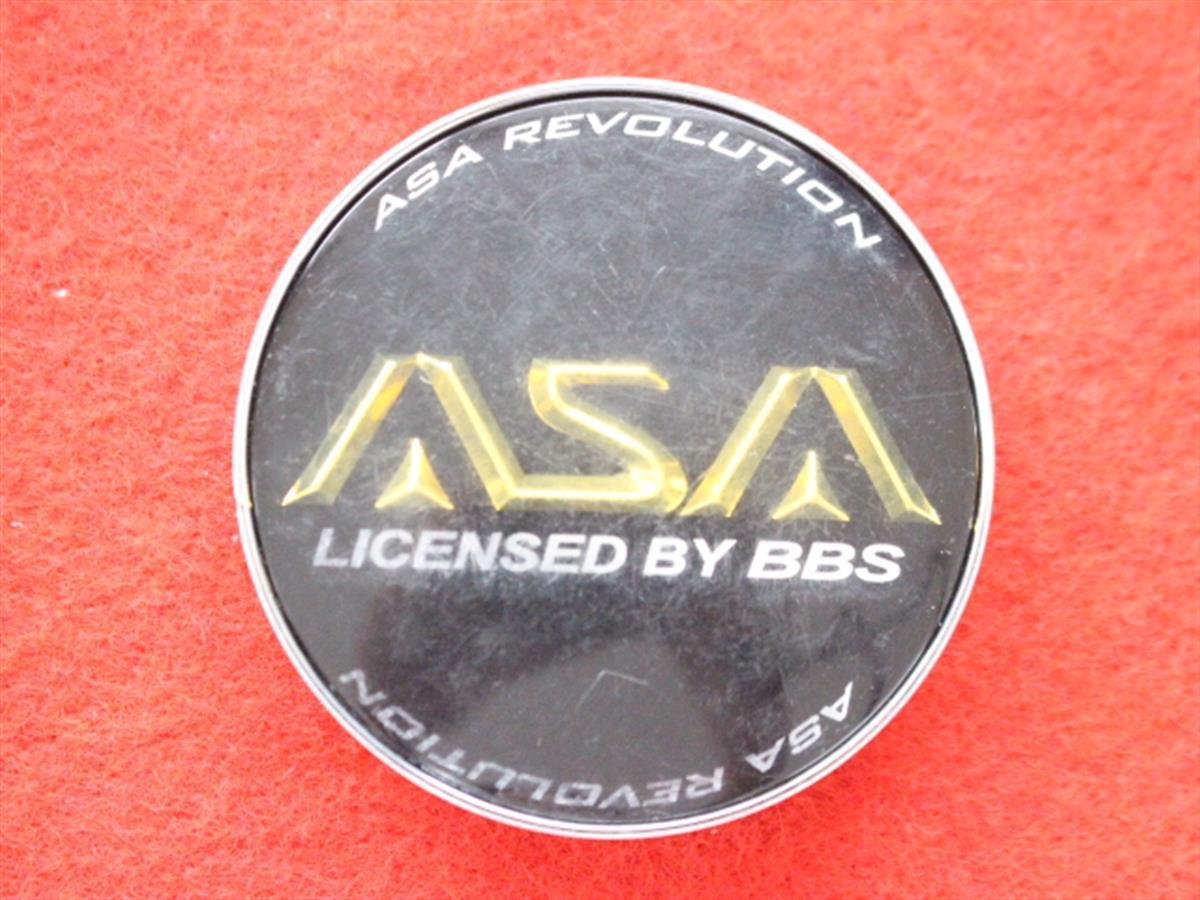 ASA REVOLUTION
ASA
LICENSED BY BBS
ASA REVOLUTION